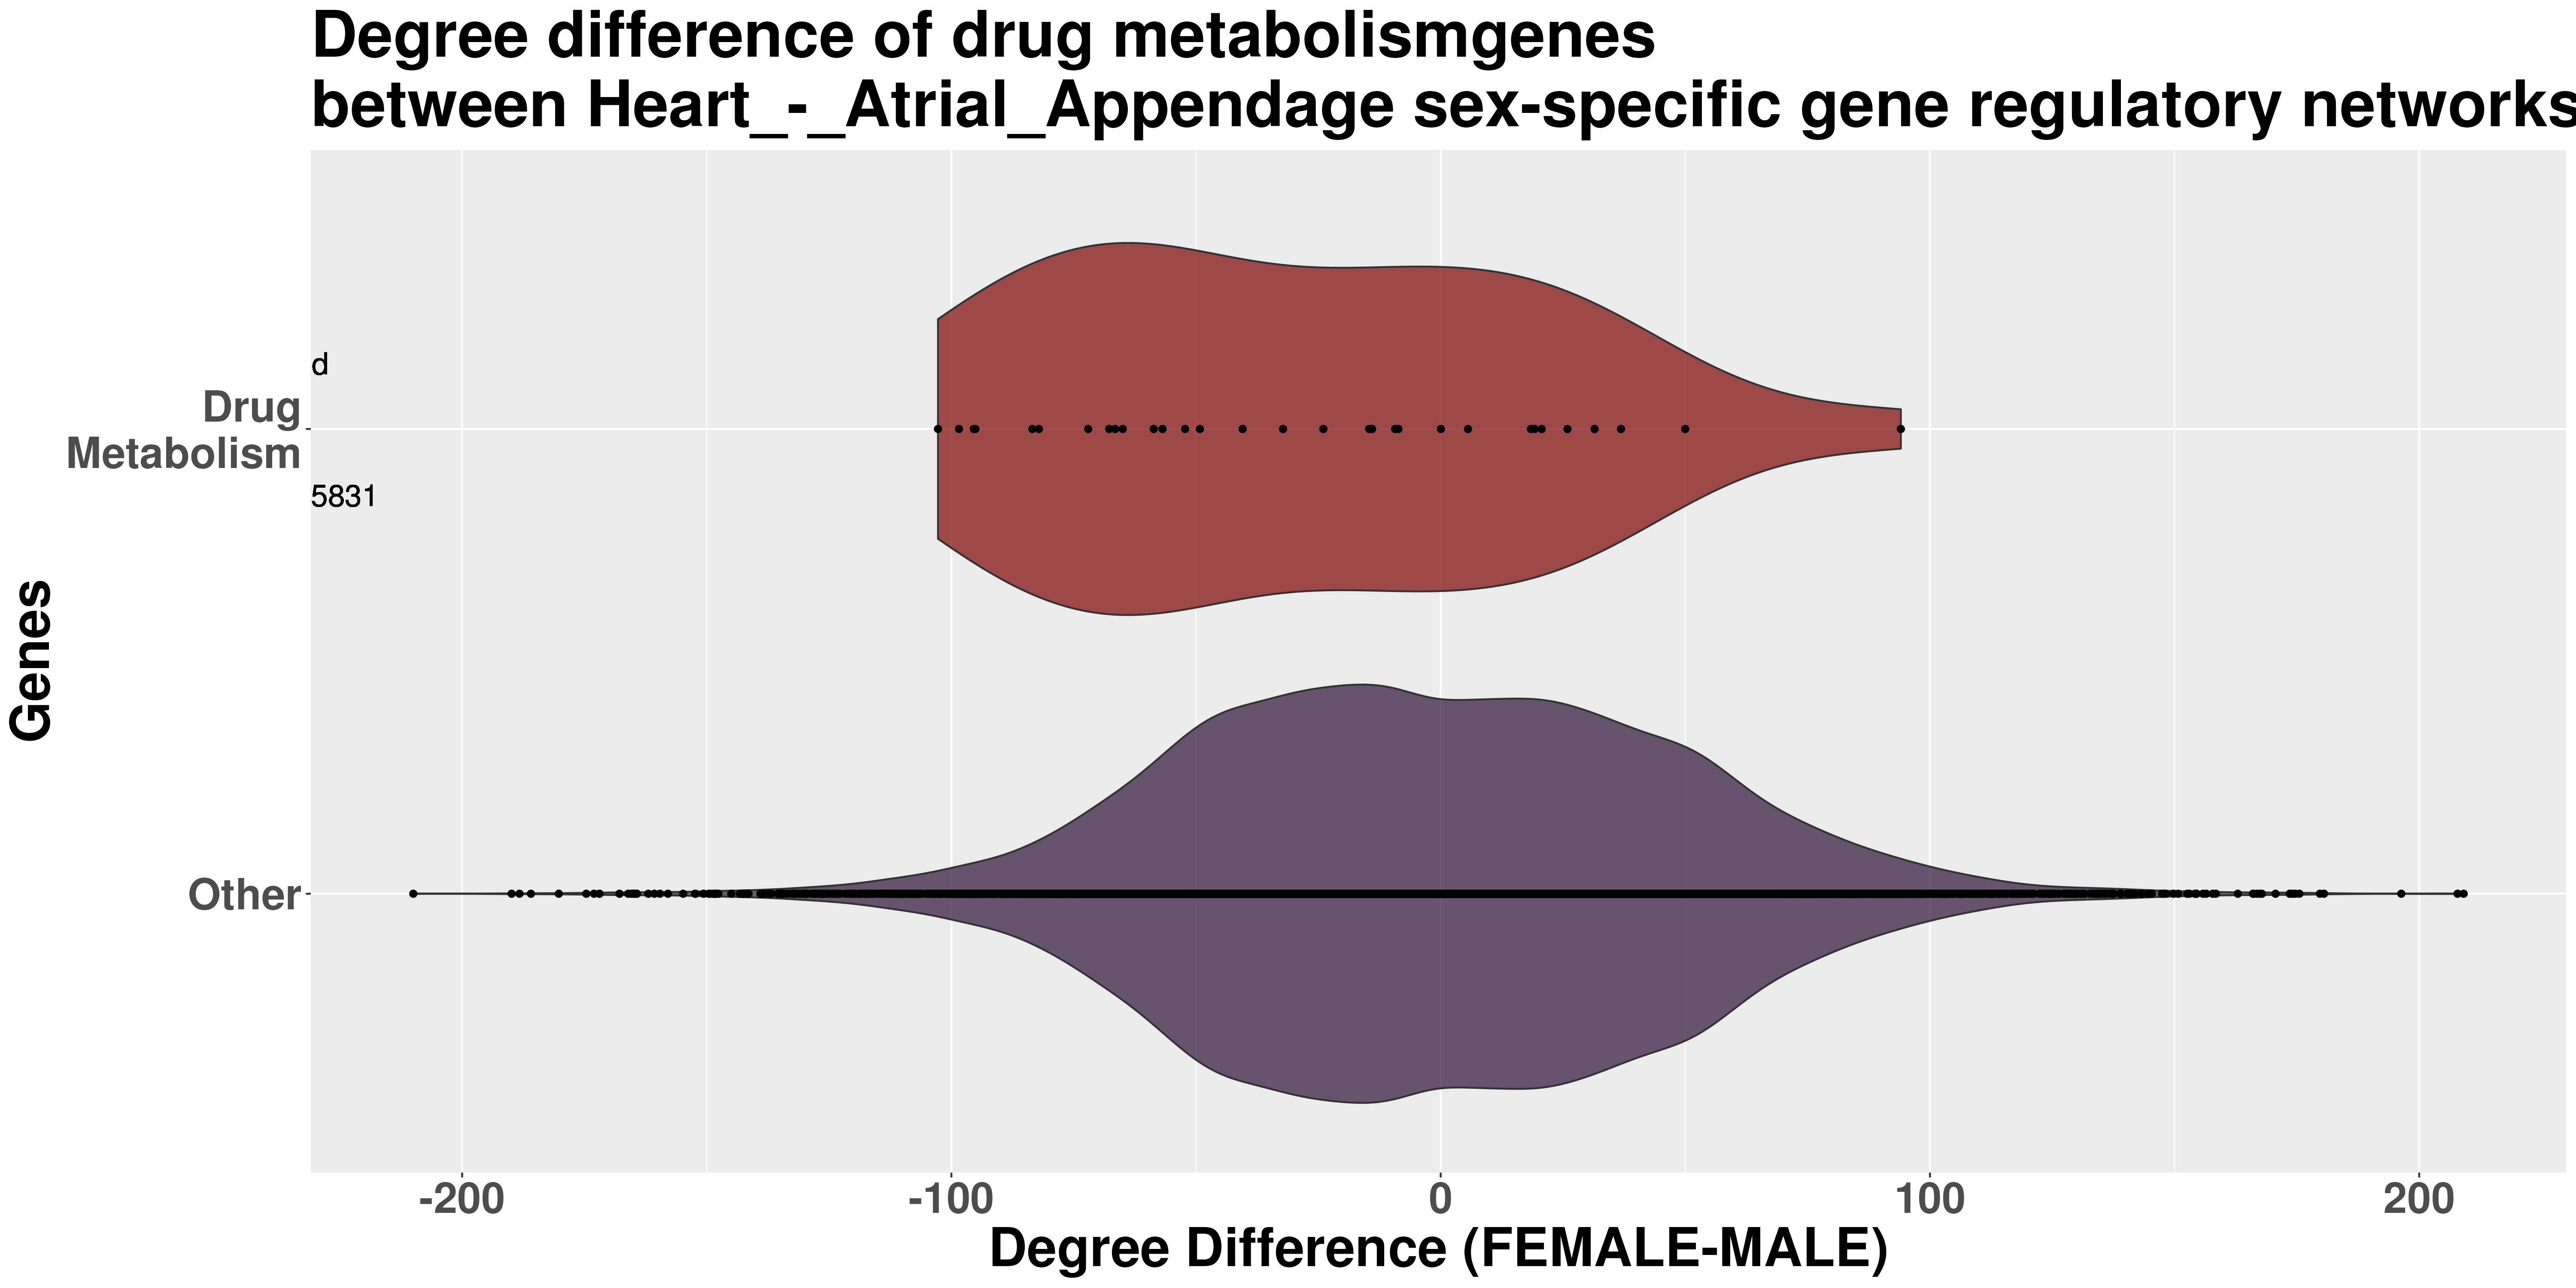 Degree difference of drug metabolismgenes
between Heart_-_Atrial_Appendage sex-specific gene regulatory networks
d
Drug
Metabolism
5831
Genes
Other
-200 -100 0 100 200
Degree Difference (FEMALE-MALE)